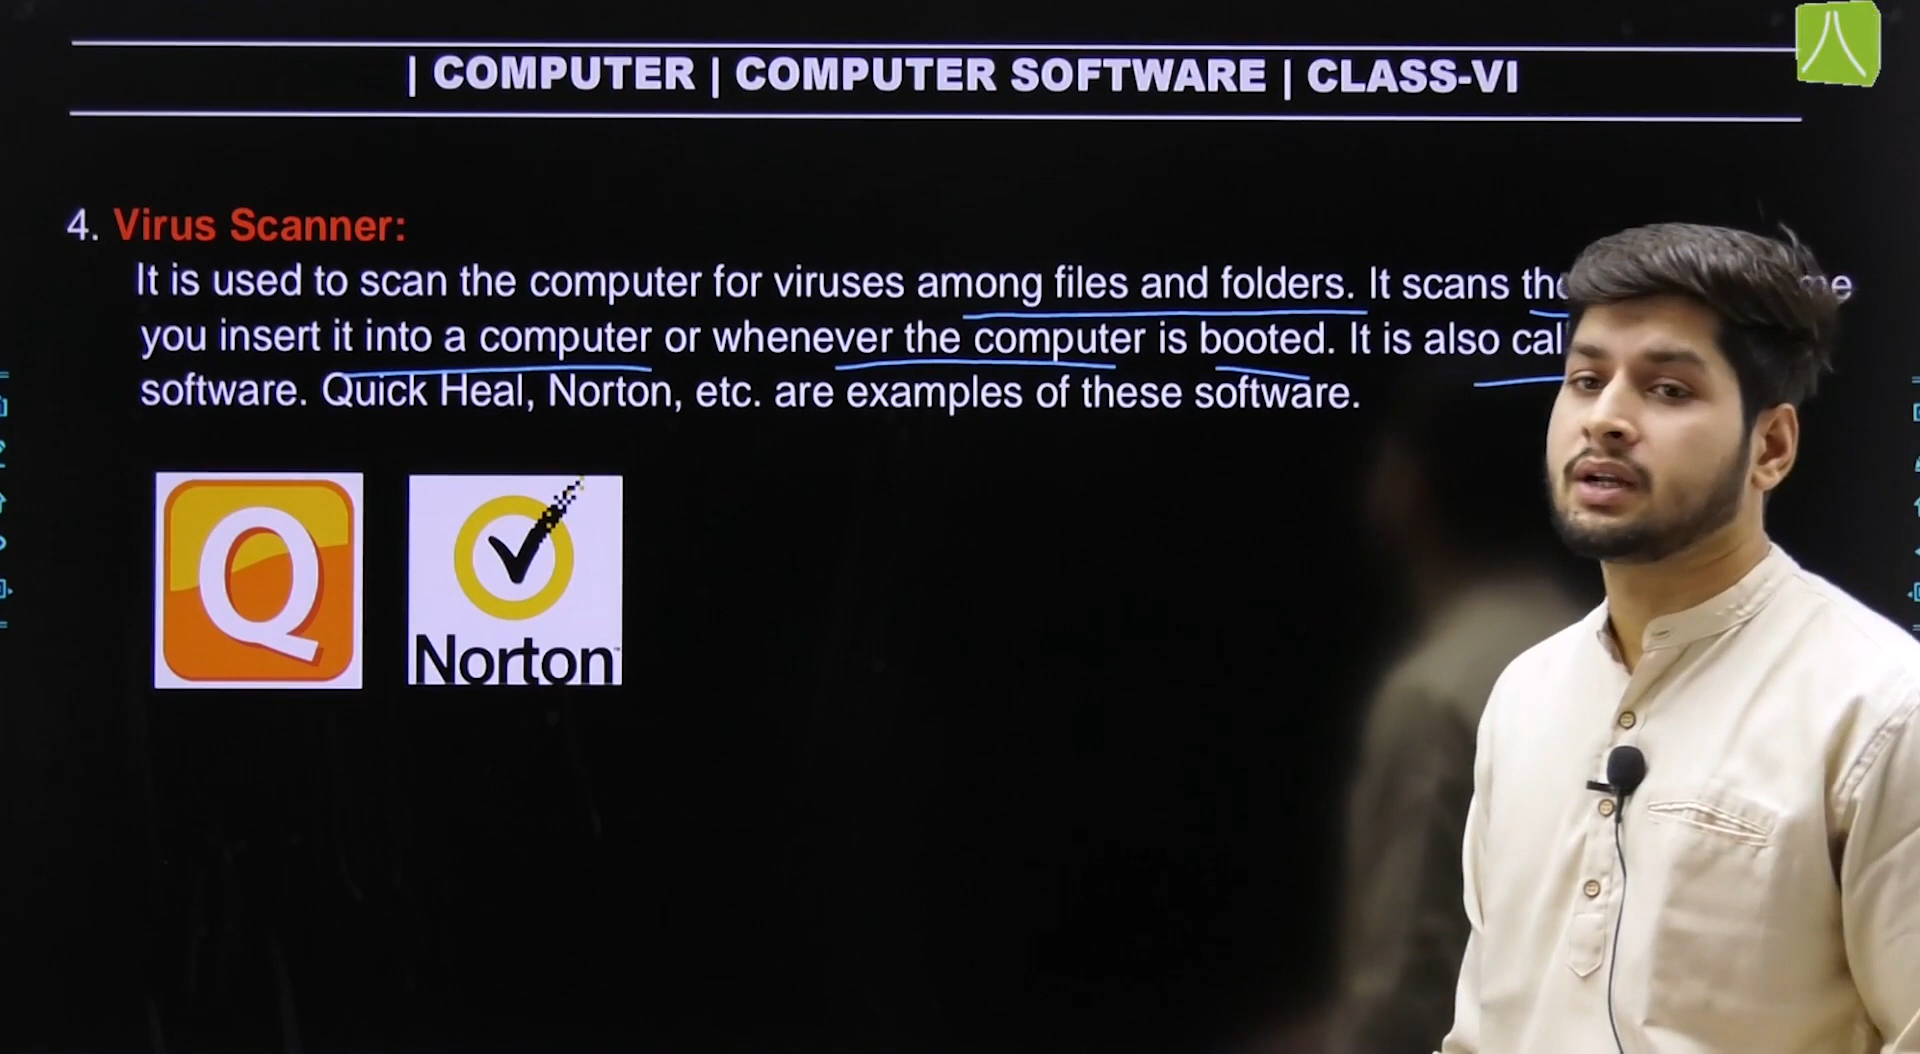 | COMPUTER | COMPUTER SOFTWARE | CLASS-VI
4. Virus Scanner:
It is used to scan the computer for viruses among files and folders. It scans
you insert it into a computer or whenever the computer is booted. It is also
software. Quick Heal, Norton, etc. are examples of these software.
Q
Norton